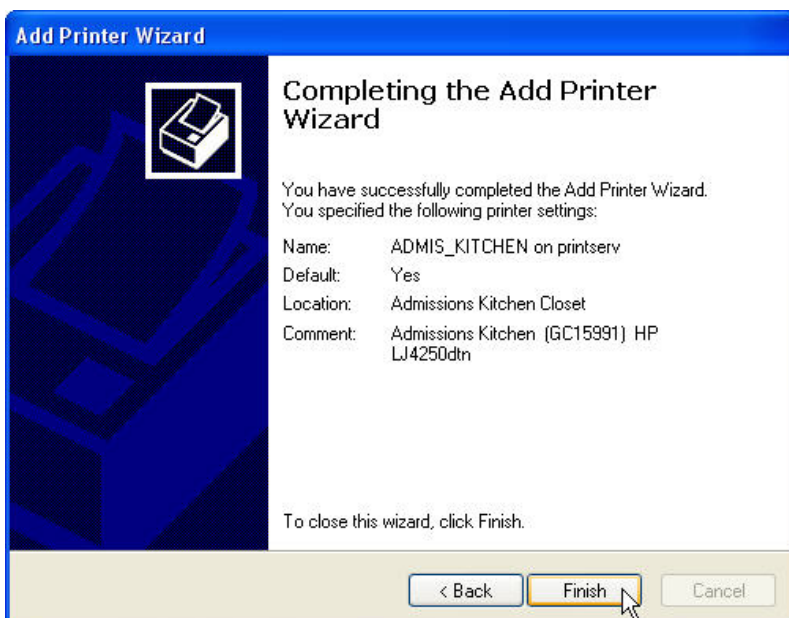 Add Printer Wizard
Completing the Add Printer
Wizard
You have successfully completed the Add Printer Wizard.
You specified the following printer settings:
Name: ADMIS_KITCHEN on printserv
Default: Yes
Location: Admissions Kitchen Closet
Comment: Admissions Kitchen (GC15991) HP
LJ4250dtn
To close this wizard, click Finish.
< Back Finish Cancel